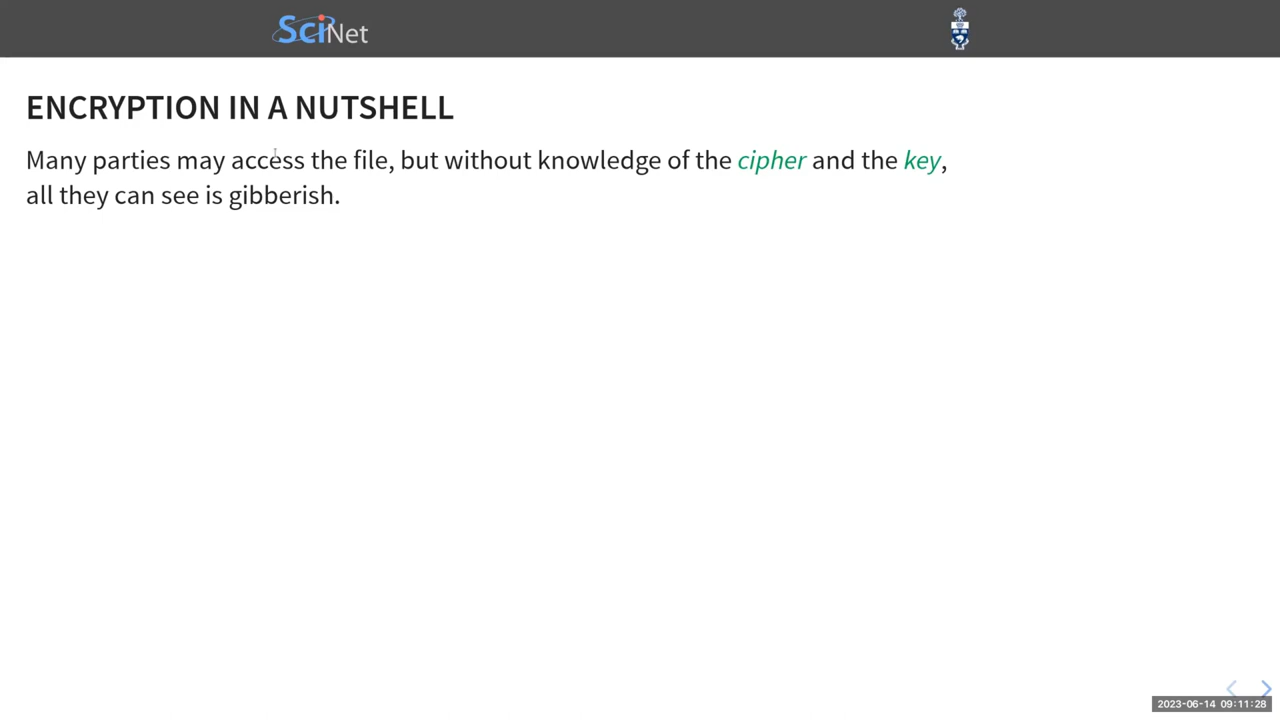 SciNet
ENCRYPTION IN A NUTSHELL
Many parties may access the file, but without knowledge of the cipher and the key,
all they can see is gibberish.
2023-06-14 09:11:28